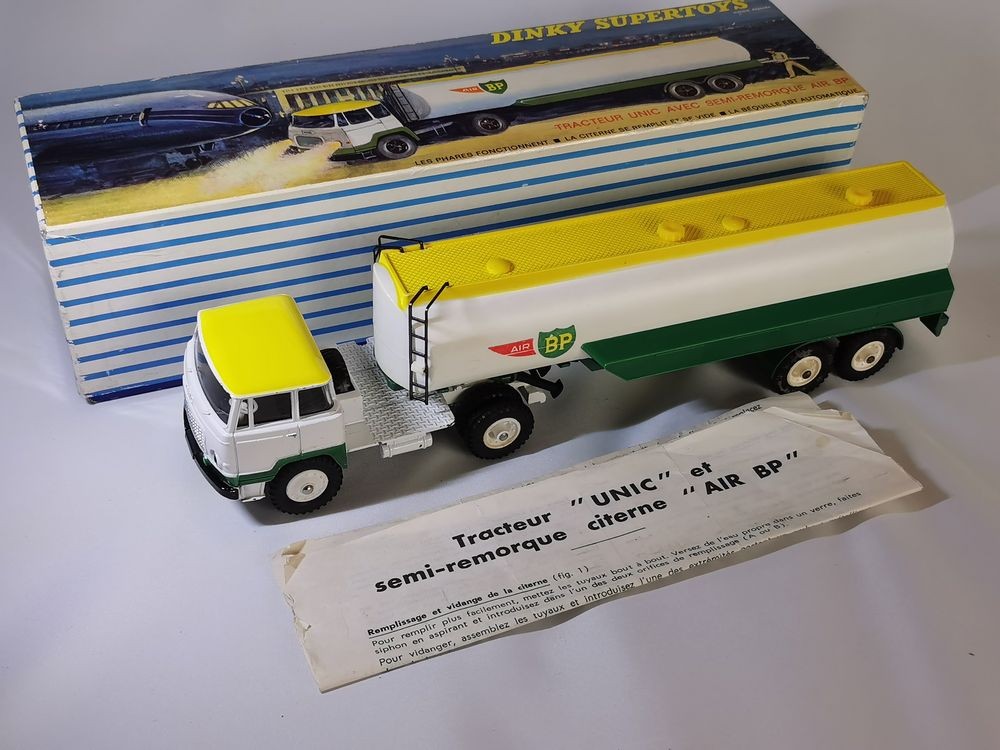 DINKY SUPERTOYS
AIR BP
TRACTEUR UNIC AVEC SEMI-REMORQUE AIR BP
LES PHARES FONCTIONNENT ■ LA CITERNE SE REMPLIT ET SE VIDE ■ LA BÉQUILLE EST AUTOMATIQUE
AIR BP
Tracteur "UNIC" et
semi-remorque citerne "AIR BP"
Remplissage et vidange de la citerne (fig. 1)
Pour remplir plus facilement, mettez les tuyaux bout à bout. Versez de l'eau propre dans un verre, faites
siphon en aspirant et introduisez dans l'un des deux orifices de remplissage (A ou B).
Pour vidanger, assemblez les tuyaux et introduisez l'une des extrémités